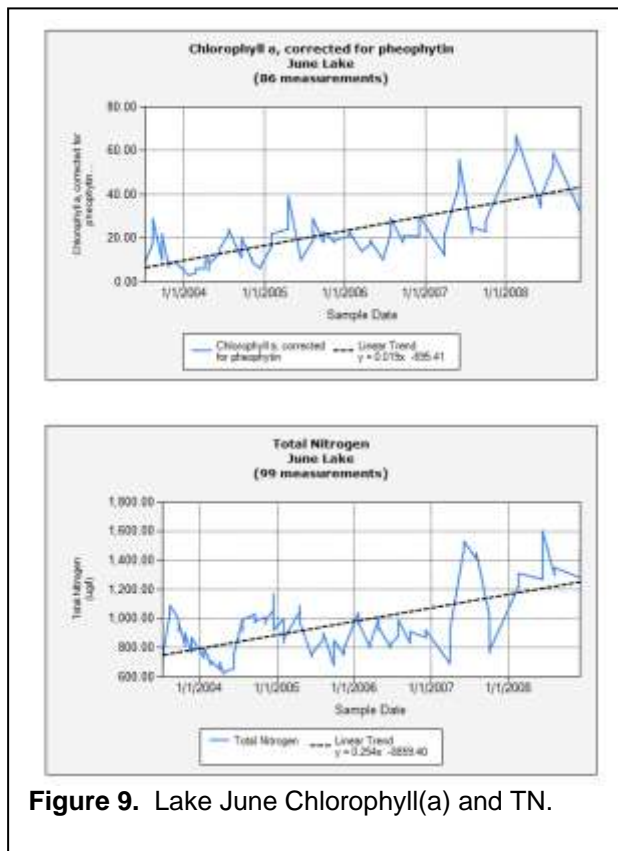 Chlorophyll a, corrected for pheophytin
June Lake
(86 measurements)
80.00
60.00
40.00
20.00
0.00
Chlorophyll a, corrected for
pheophytin...
1/1/2004 1/1/2005 1/1/2006 1/1/2007 1/1/2008
Sample Date
Chlorophyll a, corrected
for pheophytin
Linear Trend
Total Nitrogen
June Lake
(99 measurements)
1,800.00
1,600.00
1,400.00
1,200.00
1,000.00
800.00
600.00
Total Nitrogen
(ug/l)
1/1/2004 1/1/2005 1/1/2006 1/1/2007 1/1/2008
Sample Date
Total Nitrogen
Linear Trend
Figure 9. Lake June Chlorophyll(a) and TN.